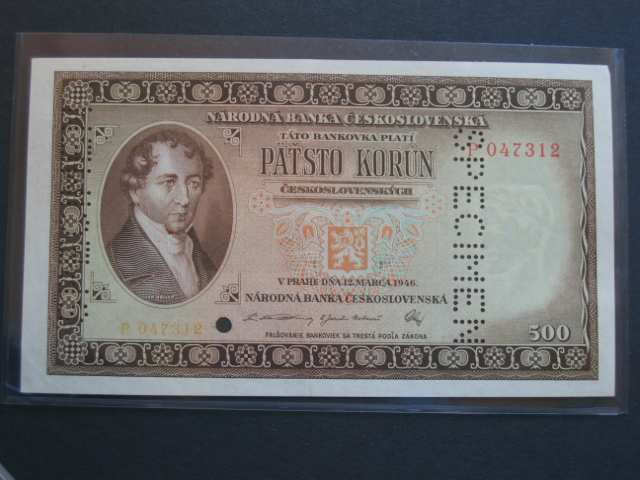 NÁRODNÁ BANKA ČESKOSLOVENSKÁ
TÁTO BANKOVKA PLATÍ
PÄŤSTO KORÚN
ČESKOSLOVENSKÝCH
P 047312
SPECIMEN
V PRAHE DŇA 12. MARCA 1946.
NÁRODNÁ BANKA ČESKOSLOVENSKÁ
P 047312
FALŠOVANIE BANKOVIEK SA TRESTÁ PODĽA ZÁKONA
500